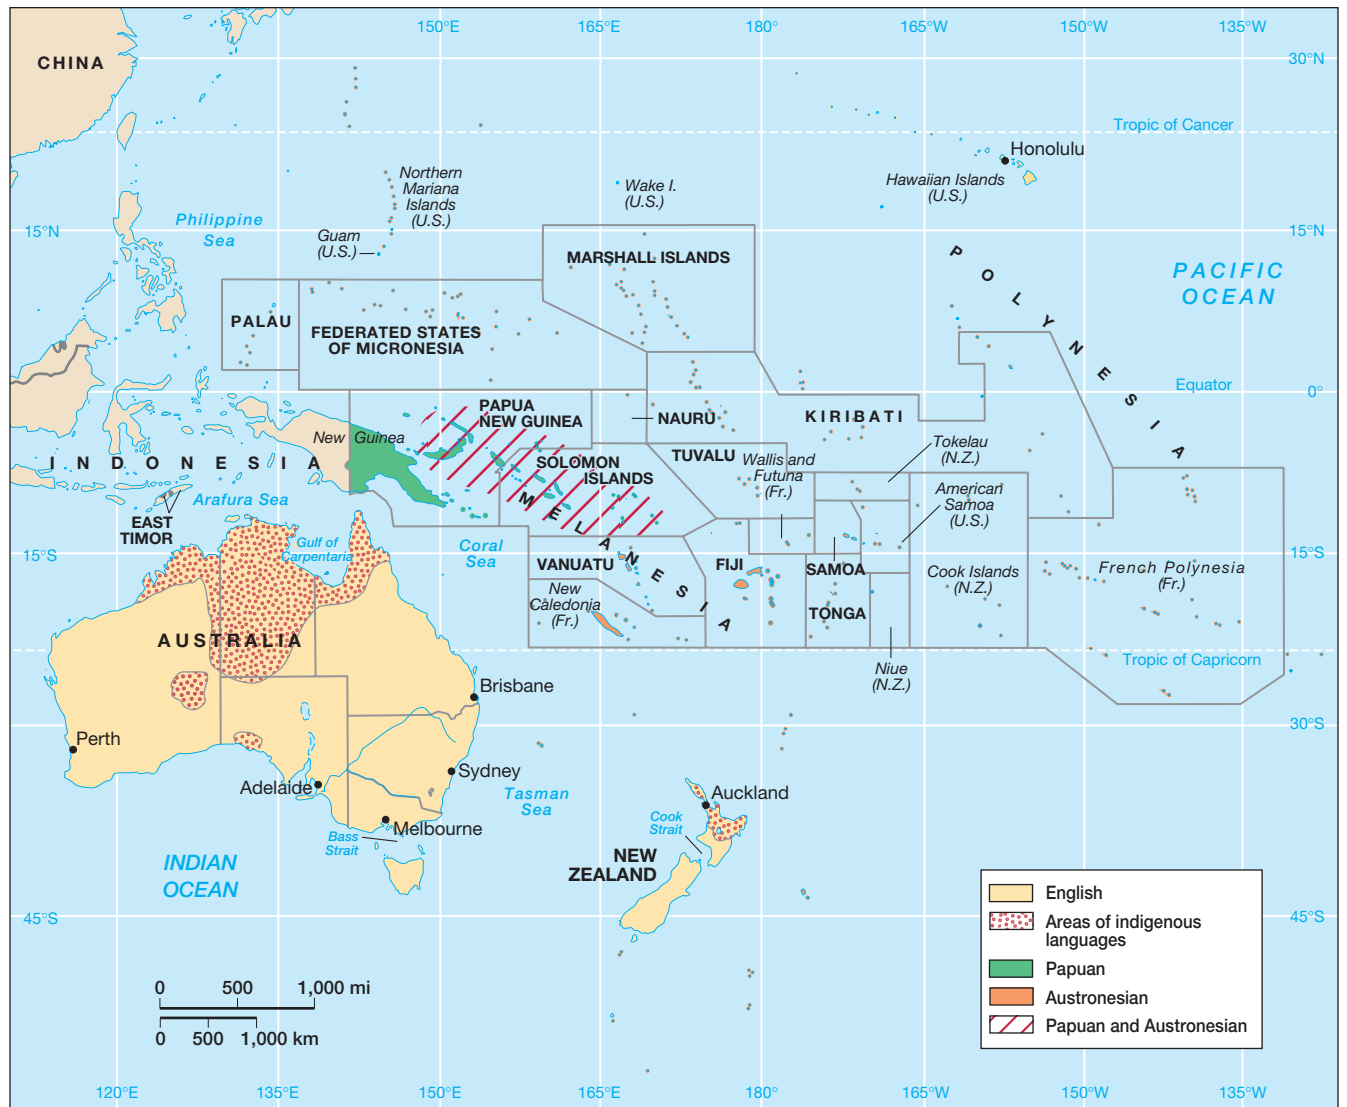 150°E
165°E
180°
165°W
150°W
135°W
CHINA
30°N
Tropic of Cancer
Honolulu
Hawaiian Islands
(U.S.)
Northern
Mariana
Islands
(U.S.)
Wake I.
(U.S.)
Philippine
Sea
15°N
15°N
Guam
(U.S.)
MARSHALL ISLANDS
POLYNESIA
PACIFIC
OCEAN
PALAU
FEDERATED STATES
OF MICRONESIA
Equator
0°
PAPUA
NEW GUINEA
NAURU
KIRIBATI
New Guinea
Tokelau
(N.Z.)
INDONESIA
SOLOMON
ISLANDS
TUVALU
Wallis and
Futuna
(Fr.)
American
Samoa
(U.S.)
Arafura Sea
MELANESIA
EAST
TIMOR
Gulf of
Carpentaria
Coral
Sea
15°S
15°S
VANUATU
FIJI
SAMOA
Cook Islands
(N.Z.)
French Polynesia
(Fr.)
New
Caledonia
(Fr.)
TONGA
AUSTRALIA
Niue
(N.Z.)
Tropic of Capricorn
Brisbane
30°S
Perth
Adelaide
Sydney
Tasman
Sea
Auckland
Cook
Strait
Melbourne
Bass
Strait
NEW
ZEALAND
INDIAN
OCEAN
45°S
45°S
English
Areas of indigenous
languages
Papuan
Austronesian
Papuan and Austronesian
0 500 1,000 mi
0 500 1,000 km
120°E
135°E
150°E
165°E
180°
165°W
150°W
135°W